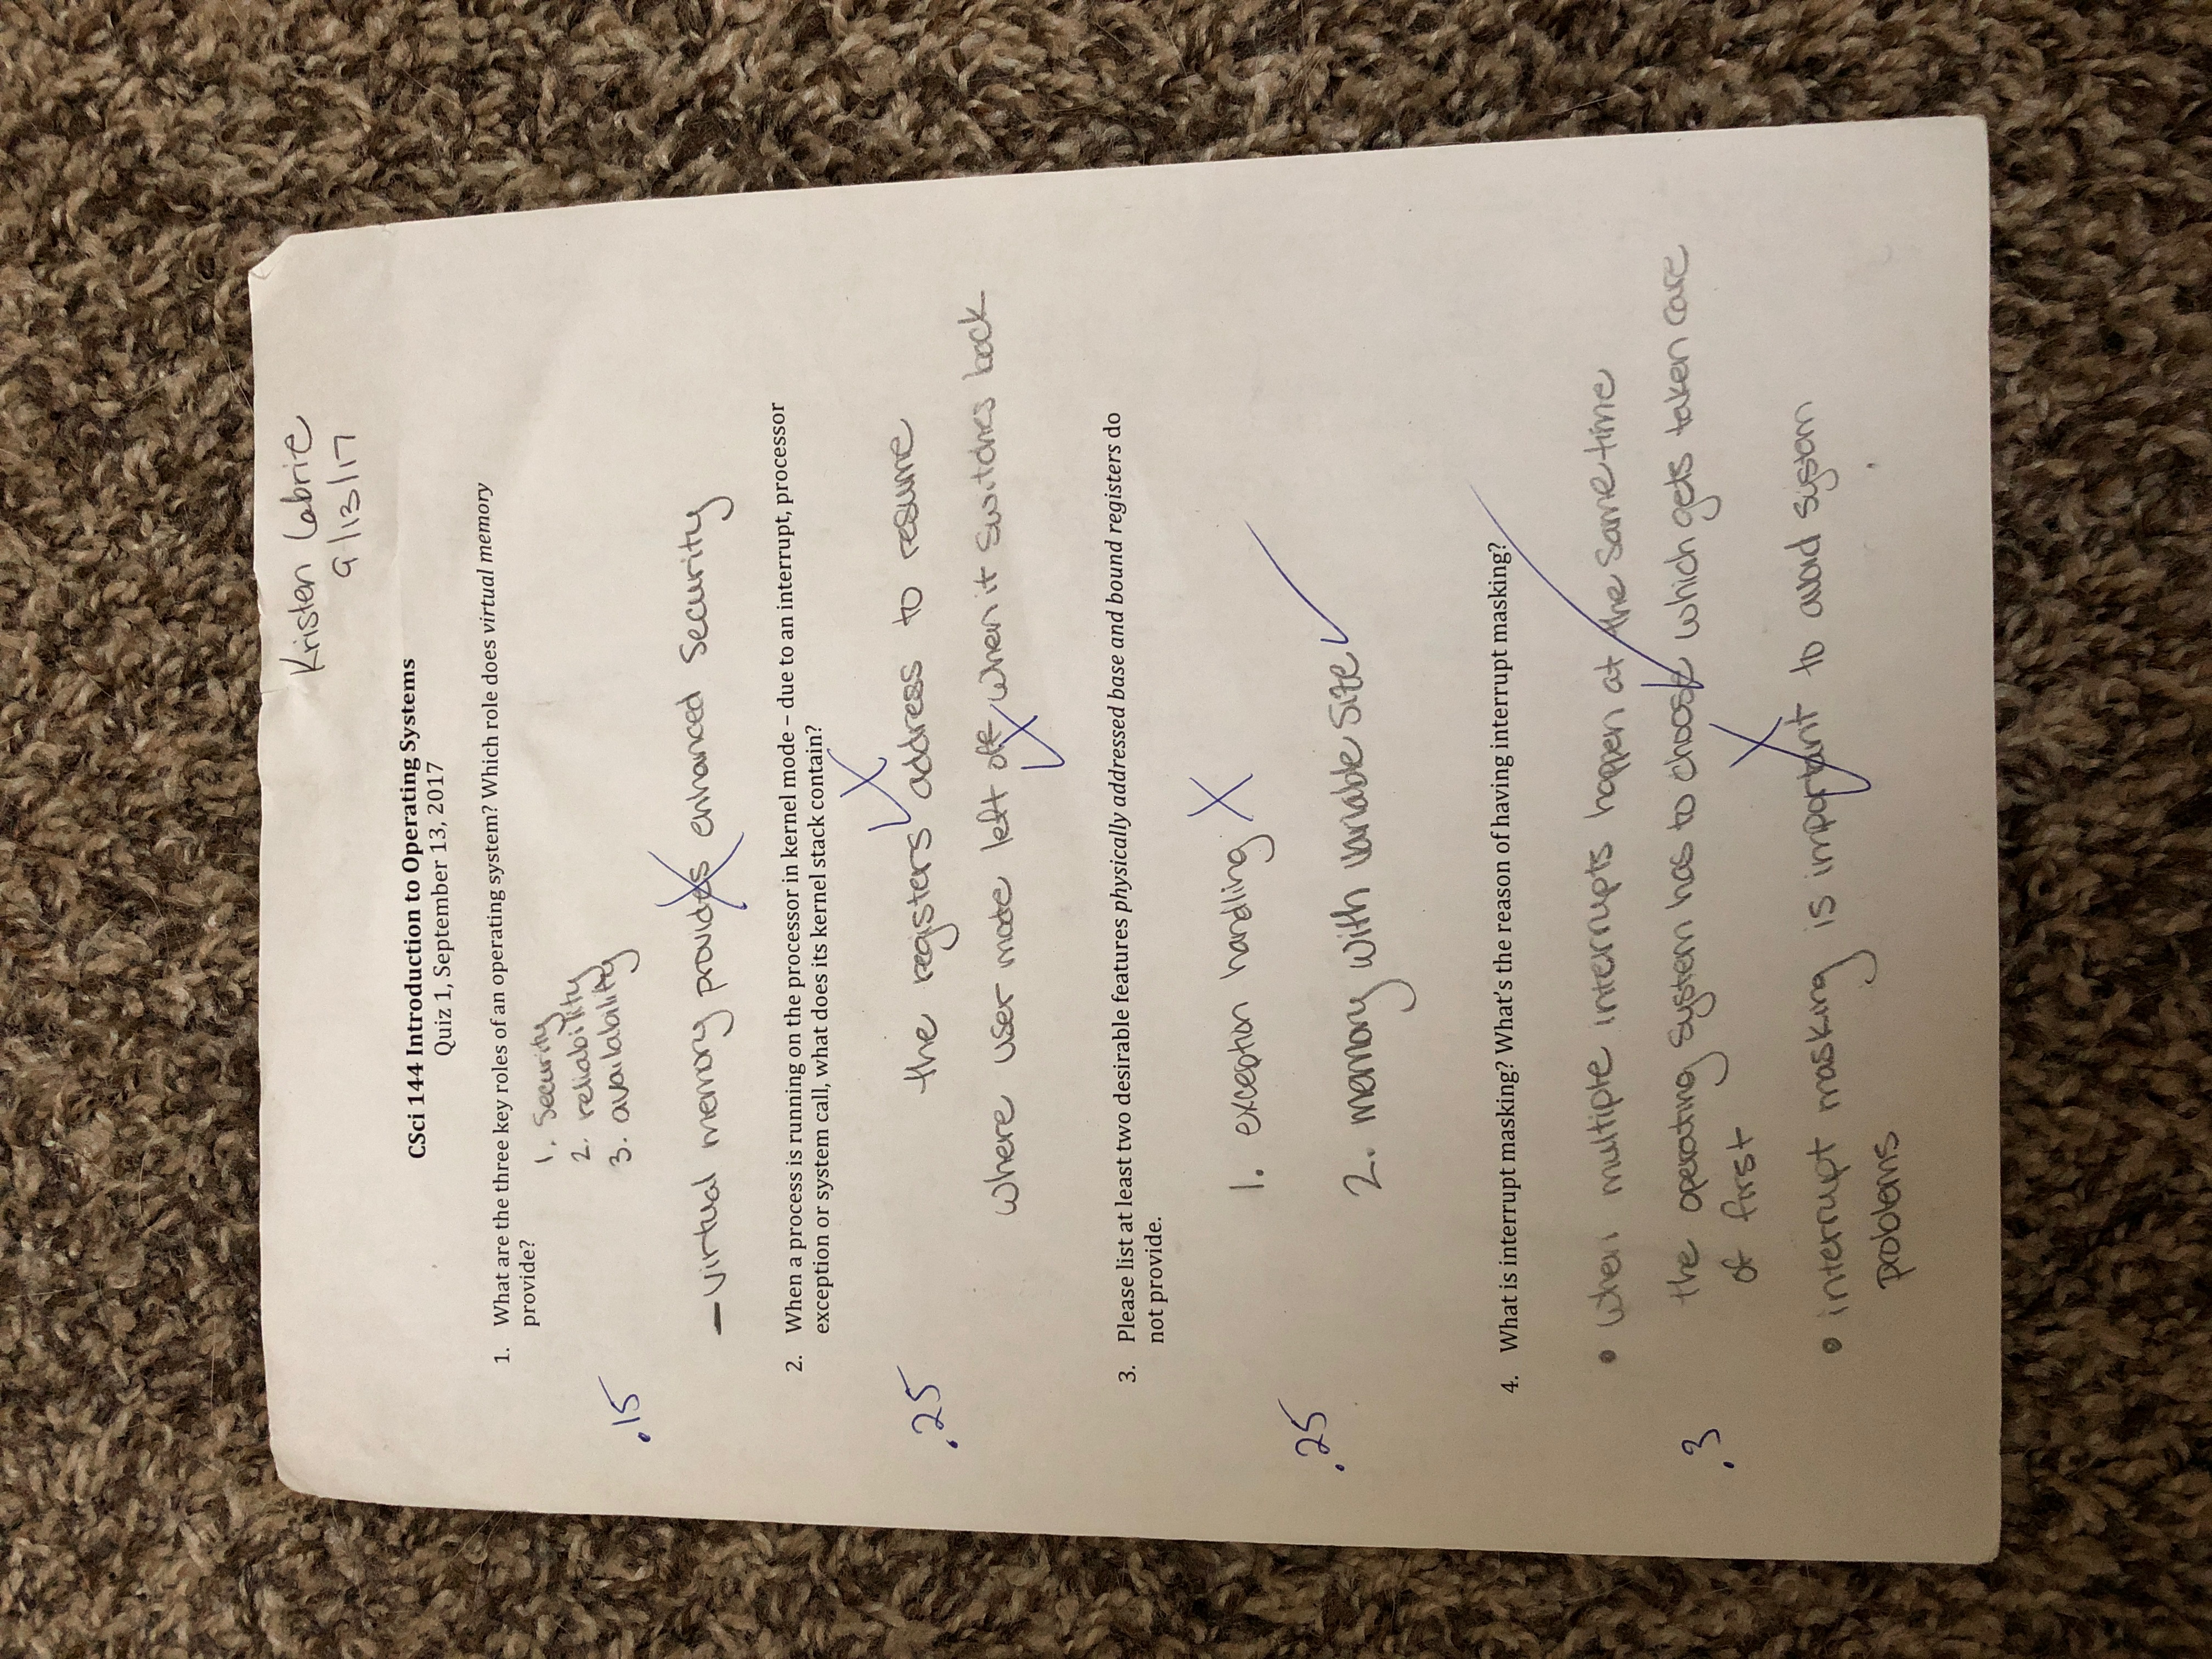 Kristen Labrie
9/13/17
CSci 144 Introduction to Operating Systems
Quiz 1, September 13, 2017
1. What are the three key roles of an operating system? Which role does virtual memory
provide?
1. Security
2. reliability
3. availability
.15
– virtual memory provides enhanced security
2. When a process is running on the processor in kernel mode – due to an interrupt, processor
exception or system call, what does its kernel stack contain?
.25
the registers address to resume
where user mode left off when it switches back
3. Please list at least two desirable features physically addressed base and bound registers do
not provide.
1. exception handling
.25
2. memory with variable size
4. What is interrupt masking? What's the reason of having interrupt masking?
• When multiple interrupts happen at the same time
the operating system has to choose which gets taken care
.3
of first
• interrupt masking is important to avoid system
problems